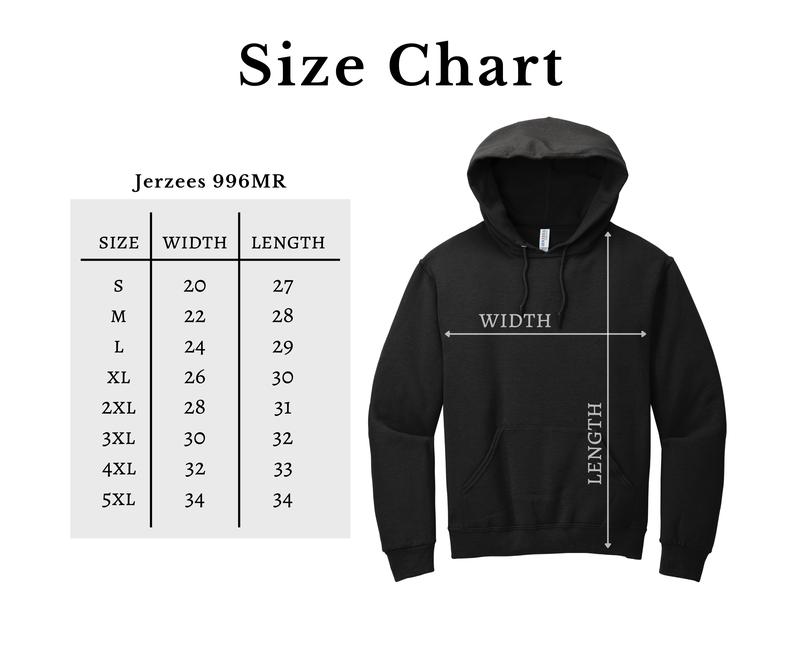 Size Chart
Jerzees 996MR
SIZE WIDTH LENGTH
S 20 27
M 22 28
L 24 29
XL 26 30
2XL 28 31
3XL 30 32
4XL 32 33
5XL 34 34
WIDTH
LENGTH